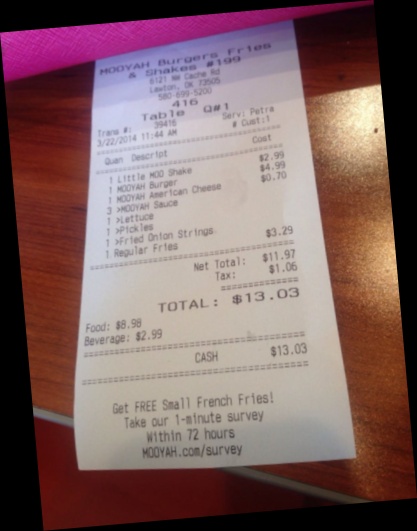 MOOYAH Burgers Fries
& Shakes #199
6121 NW Cache Rd
Lawton, OK 73505
580-699-5200
416
Table Q#1
Trans #: 39416 Serv: Petra
3/22/2014 11:44 AM # Cust:1
Quan Descript Cost
1 Little MOO Shake $2.99
1 MOOYAH Burger $4.99
1 MOOYAH American Cheese $0.70
3 >MOOYAH Sauce
1 >Lettuce
1 >Pickles
1 >Fried Onion Strings
1 Regular Fries $3.29
Net Total: $11.97
Tax: $1.06
TOTAL: $13.03
Food: $8.98
Beverage: $2.99
CASH $13.03
Get FREE Small French Fries!
Take our 1-minute survey
Within 72 hours
MOOYAH.com/survey